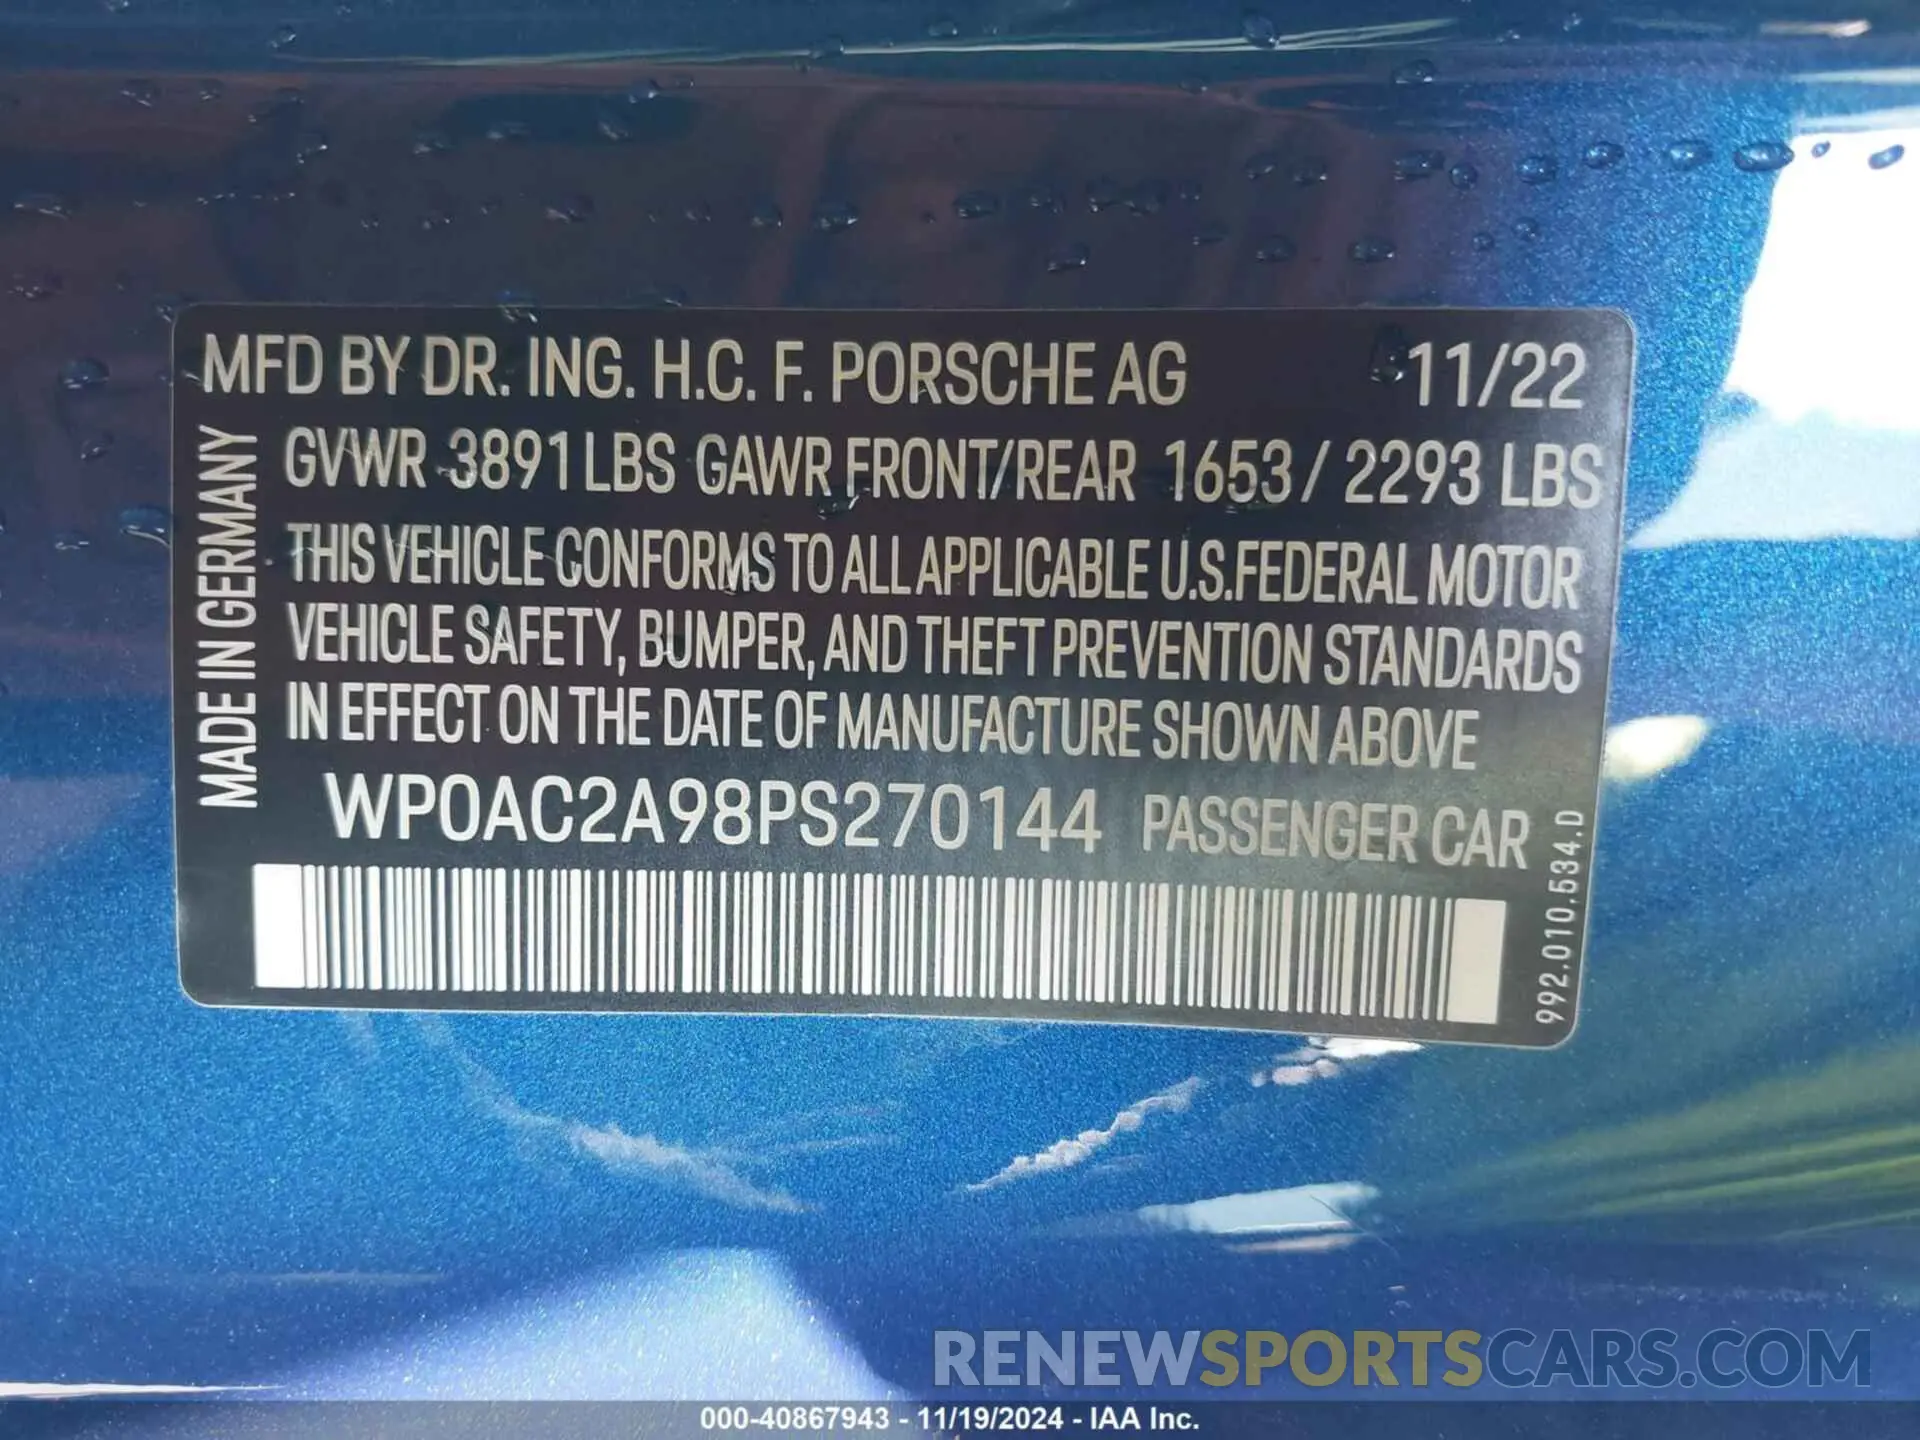 MFD BY DR. ING. H.C. F. PORSCHE AG 11/22
GVWR 3891 LBS GAWR FRONT/REAR 1653 / 2293 LBS
THIS VEHICLE CONFORMS TO ALL APPLICABLE U.S.FEDERAL MOTOR
VEHICLE SAFETY, BUMPER, AND THEFT PREVENTION STANDARDS
IN EFFECT ON THE DATE OF MANUFACTURE SHOWN ABOVE
WP0AC2A98PS270144 PASSENGER CAR
MADE IN GERMANY
992.010.534.D
RENEWSPORTSCARS.COM
000-40867943 - 11/19/2024 - IAA Inc.